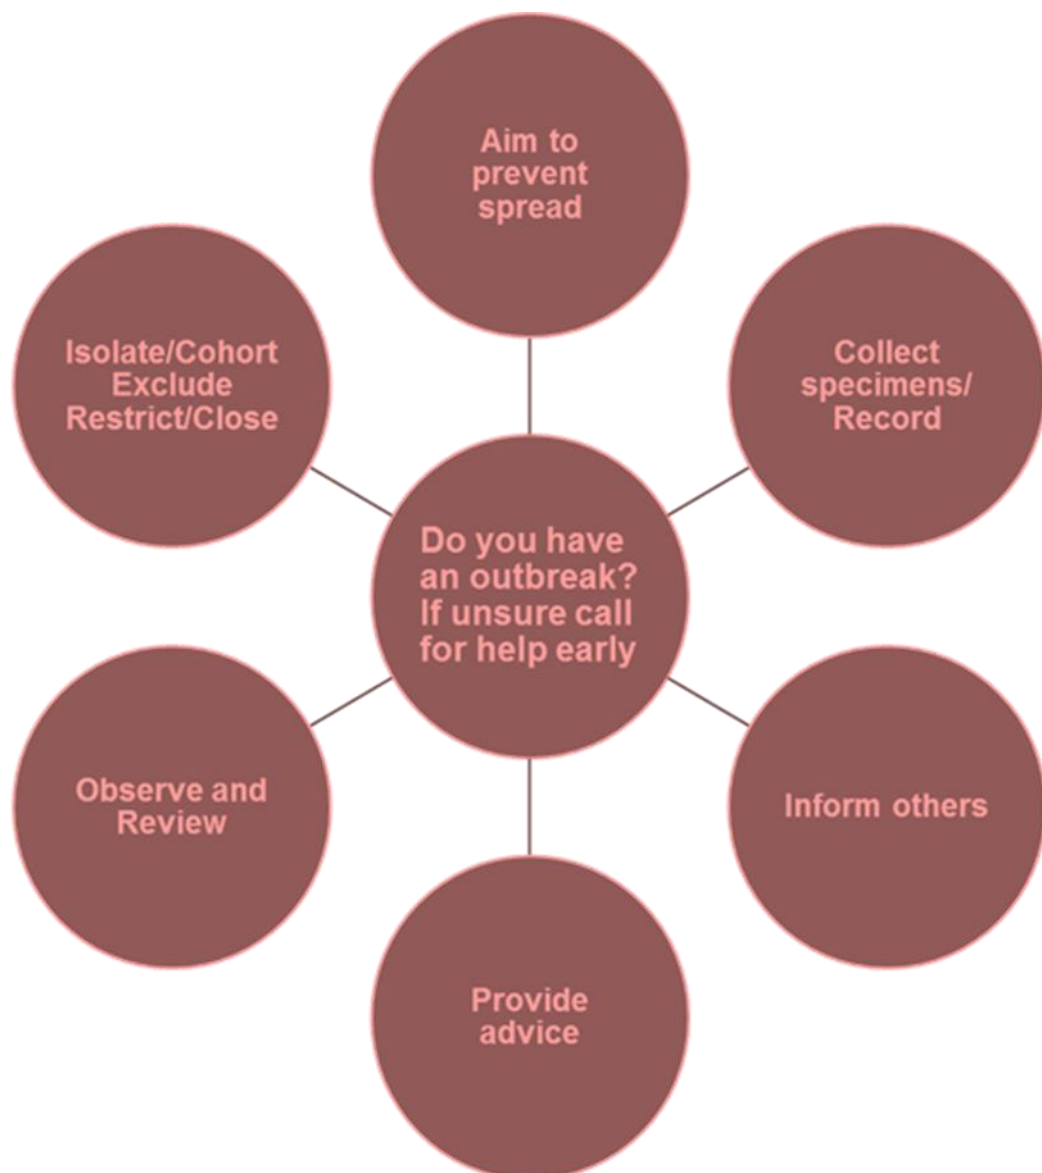 Aim to
prevent
spread
Isolate/Cohort
Exclude
Restrict/Close
Collect
specimens/
Record
Do you have
an outbreak?
If unsure call
for help early
Observe and
Review
Inform others
Provide
advice